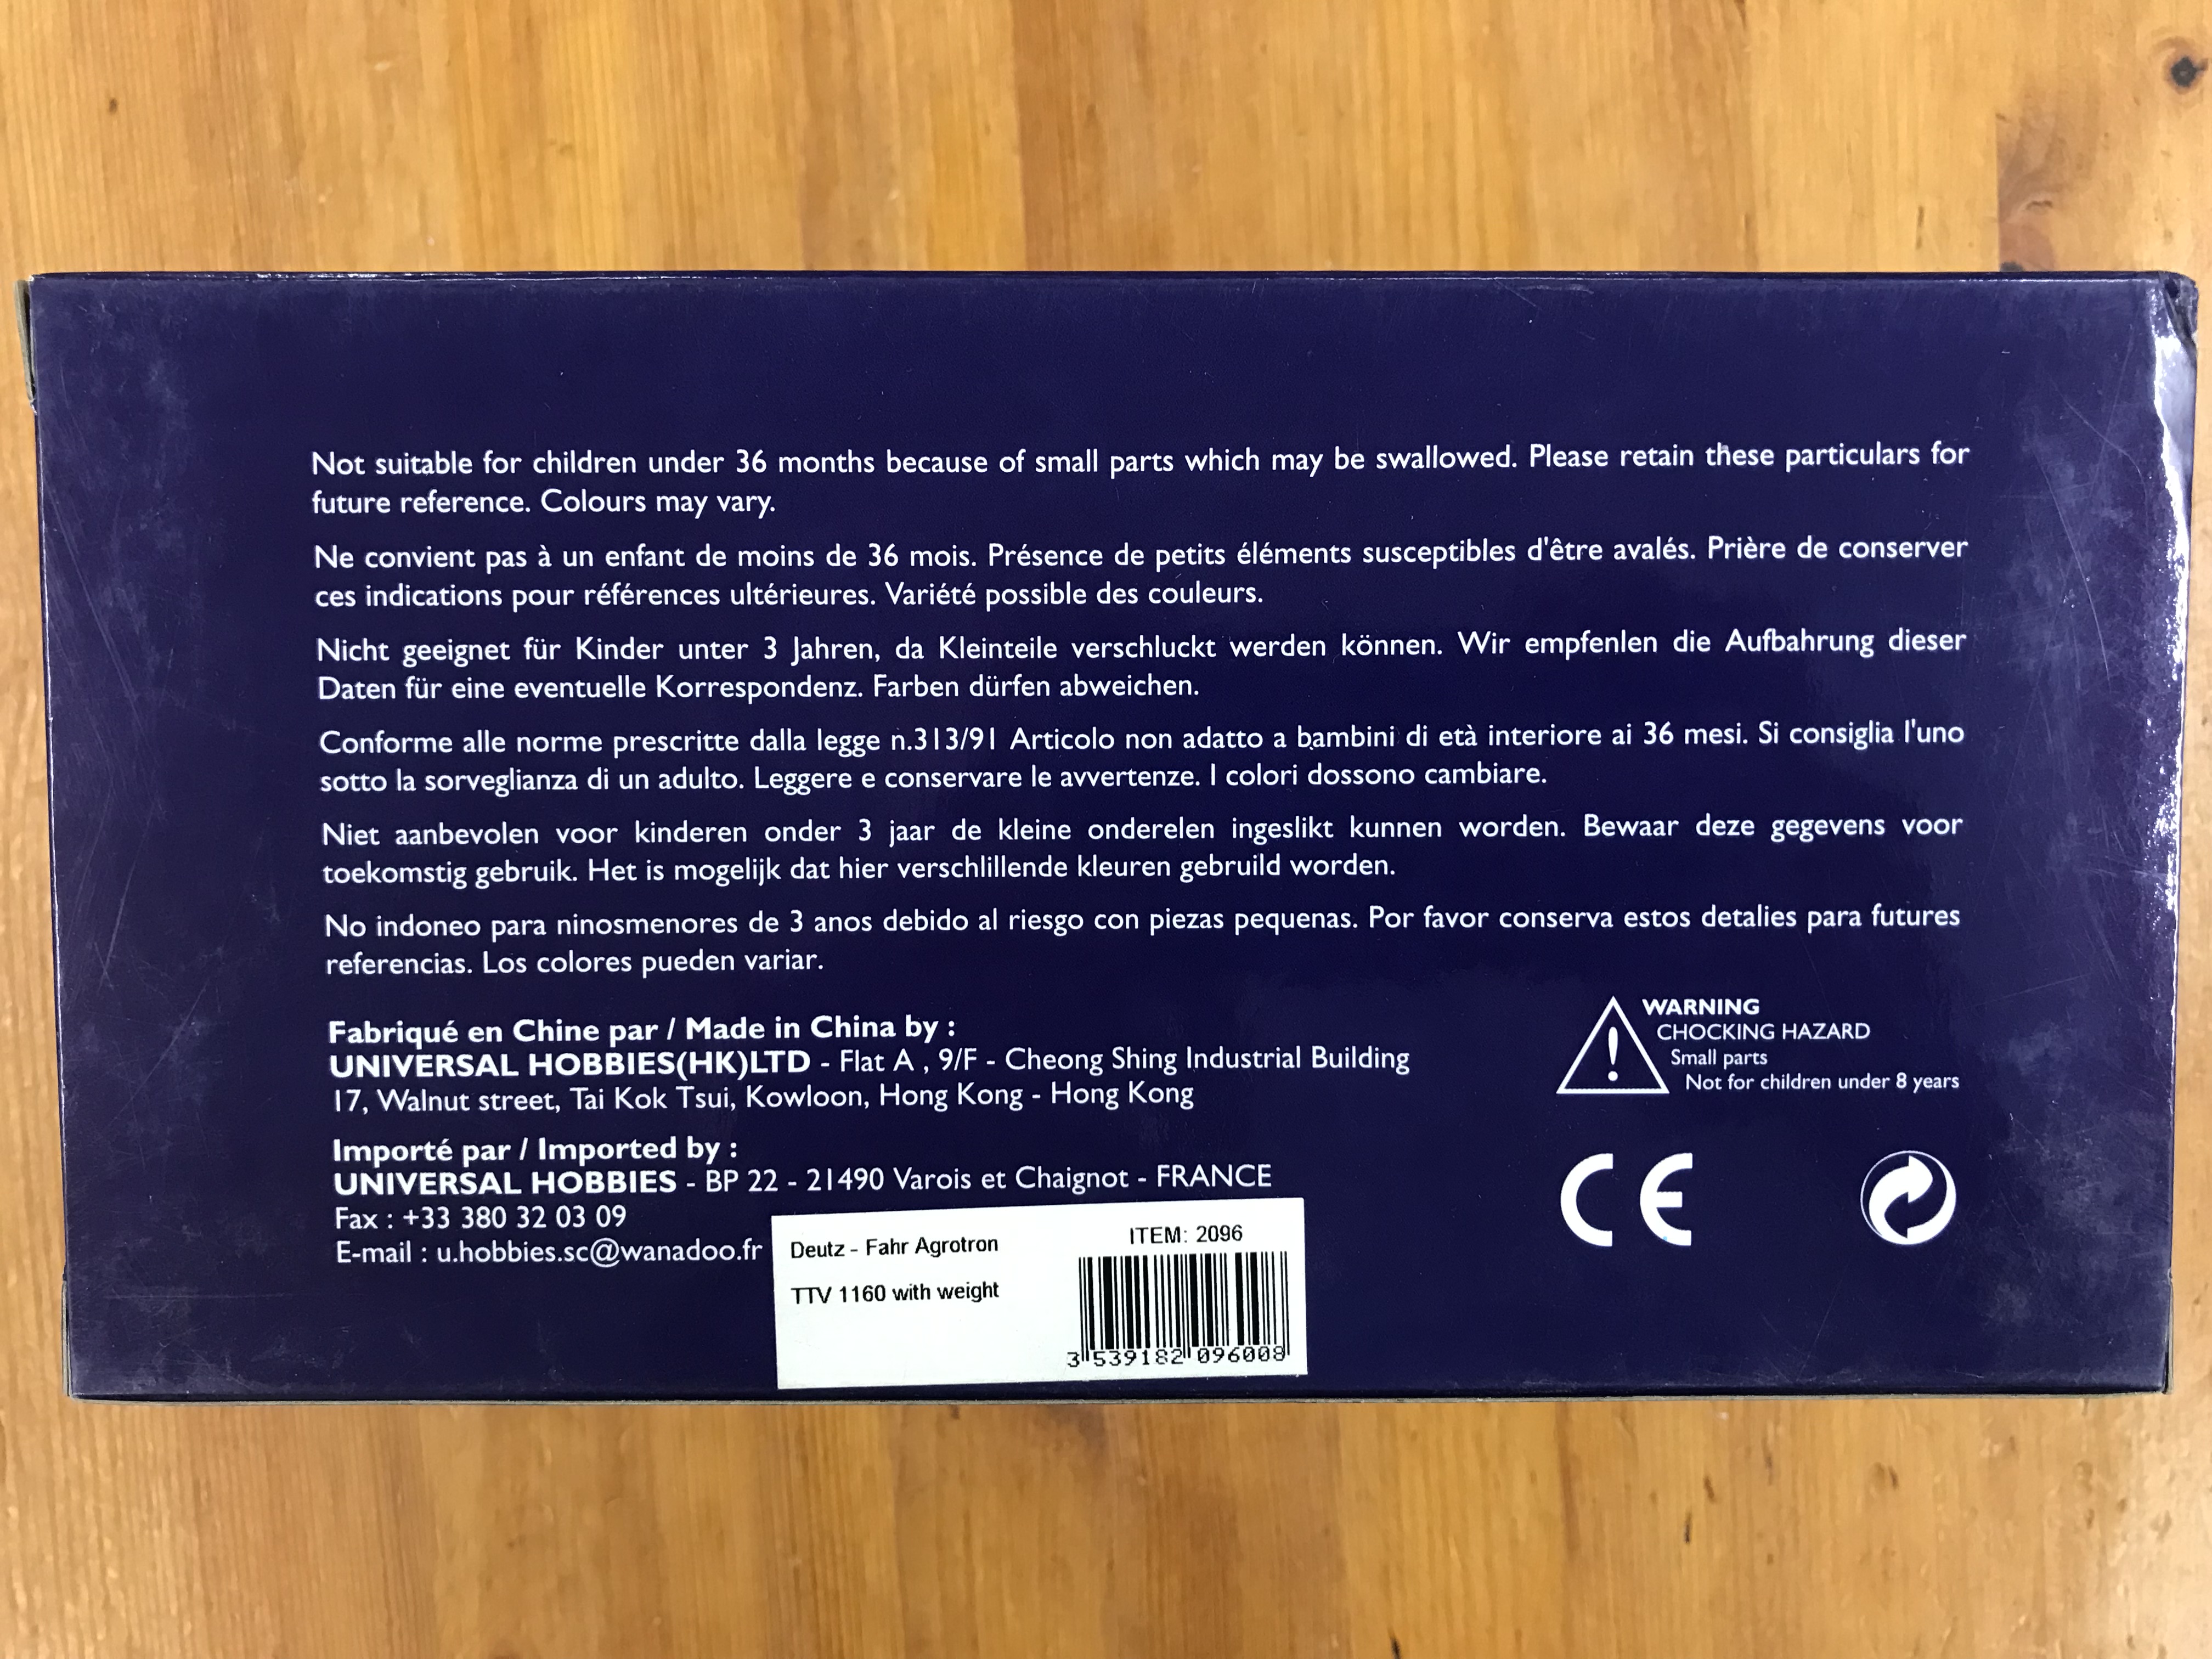 Not suitable for children under 36 months because of small parts which may be swallowed. Please retain these particulars for
future reference. Colours may vary.
Ne convient pas à un enfant de moins de 36 mois. Présence de petits éléments susceptibles d'être avalés. Prière de conserver
ces indications pour références ultérieures. Variété possible des couleurs.
Nicht geeignet für Kinder unter 3 Jahren, da Kleinteile verschluckt werden können. Wir empfenlen die Aufbahrung dieser
Daten für eine eventuelle Korrespondenz. Farben dürfen abweichen.
Conforme alle norme prescritte dalla legge n.313/91 Articolo non adatto a bambini di età interiore ai 36 mesi. Si consiglia l'uno
sotto la sorveglianza di un adulto. Leggere e conservare le avvertenze. I colori dossono cambiare.
Niet aanbevolen voor kinderen onder 3 jaar de kleine onderelen ingeslikt kunnen worden. Bewaar deze gegevens voor
toekomstig gebruik. Het is mogelijk dat hier verschlillende kleuren gebruild worden.
No indoneo para ninosmenores de 3 anos debido al riesgo con piezas pequenas. Por favor conserva estos detalies para futures
referencias. Los colores pueden variar.
Fabriqué en Chine par / Made in China by :
UNIVERSAL HOBBIES(HK)LTD - Flat A , 9/F - Cheong Shing Industrial Building
17, Walnut street, Tai Kok Tsui, Kowloon, Hong Kong - Hong Kong
Importé par / Imported by :
UNIVERSAL HOBBIES - BP 22 - 21490 Varois et Chaignot - FRANCE
Fax : +33 380 32 03 09
E-mail : u.hobbies.sc@wanadoo.fr
WARNING
CHOCKING HAZARD
Small parts
Not for children under 8 years
CE
Deutz - Fahr Agrotron
TTV 1160 with weight
ITEM: 2096
3 539182 096008